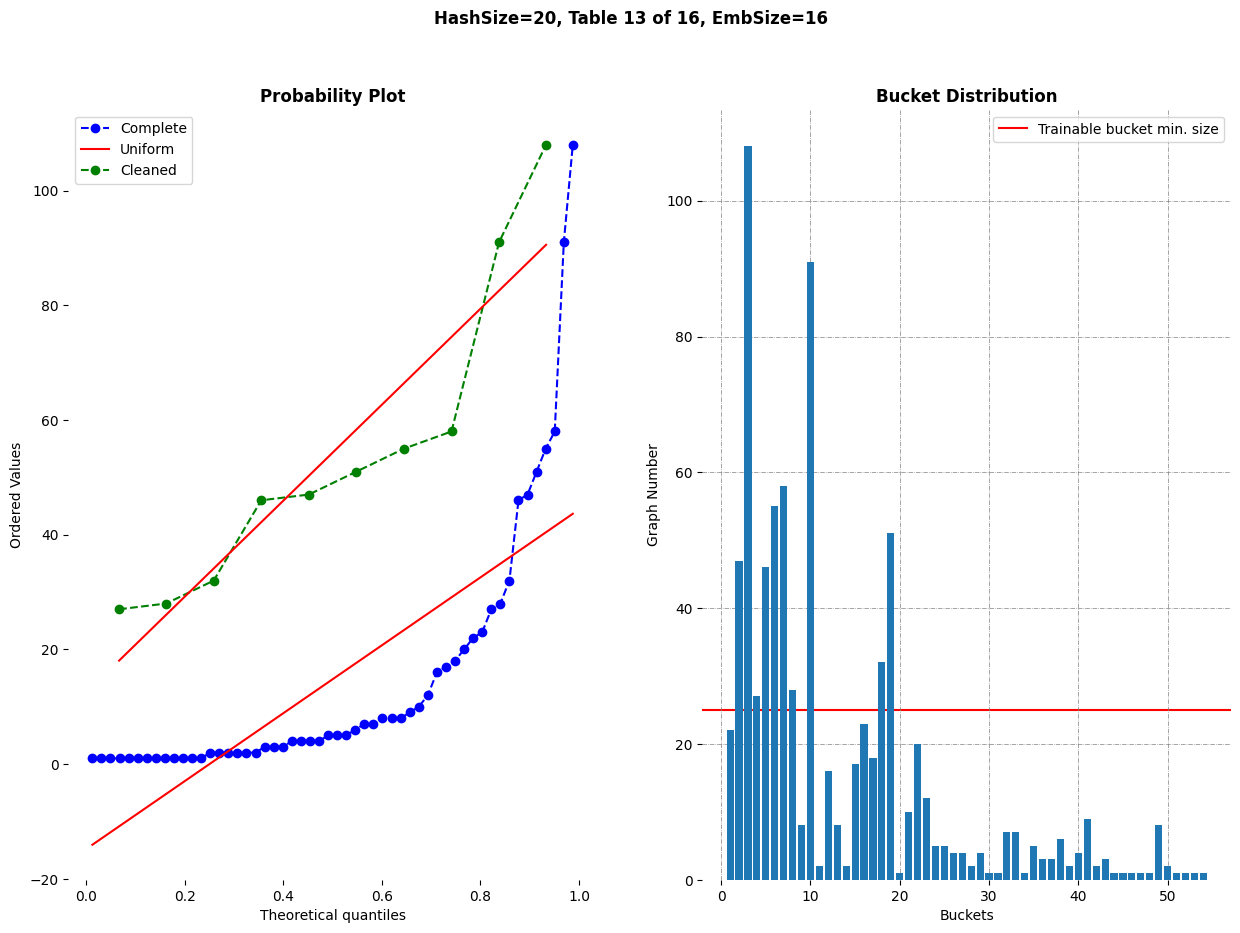 HashSize=20, Table 13 of 16, EmbSize=16
Probability Plot
Complete
Uniform
Cleaned
Ordered Values
100
80
60
40
20
0
−20
0.0 0.2 0.4 0.6 0.8 1.0
Theoretical quantiles
Bucket Distribution
Trainable bucket min. size
Graph Number
100
80
60
40
20
0
0 10 20 30 40 50
Buckets